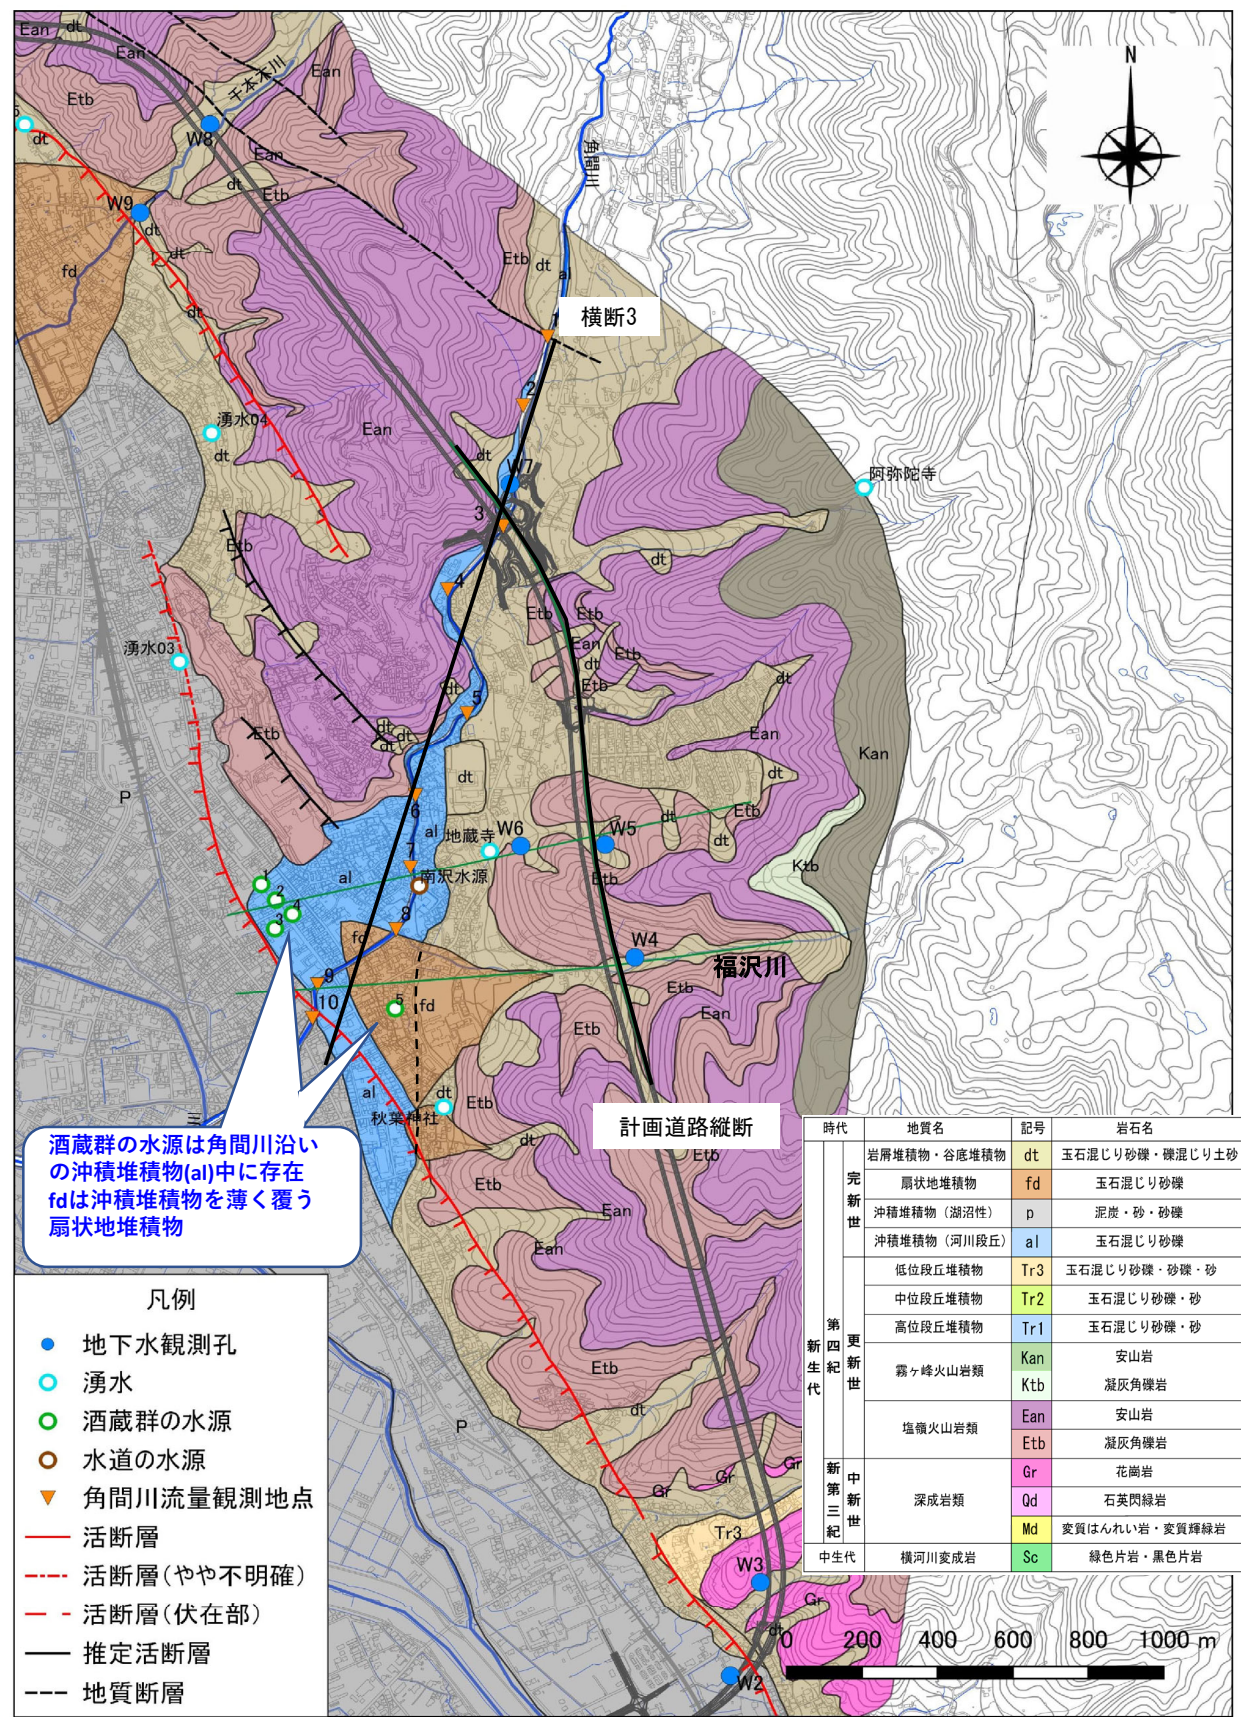 Ean
dt
Ean
千本木川
Ean
Etb
5
dt
W8
Ean
dt
Etb
W9
dt
dt
fd
dt
角間川
N
Etb
dt
al
1
横断3
2
湧水04
dt
Ean
dt
W7
3
阿弥陀寺
Etb
4
dt
Etb
Etb
Ean
Etb
dt
Etb
湧水03
dt
dt
5
Etb
dt
dt
dt
Ean
Kan
dt
dt
P
6
al
地蔵寺
W6
W5
dt
Etb
dt
Ktb
7
南沢水源
al
Etb
1
2
4
3
8
fd
W4
福沢川
9
10
5
fd
Etb
Ean
Etb
al
dt
秋葉神社
Etb
計画道路縦断
dt
Etb
酒蔵群の水源は角間川沿い
の沖積堆積物(al)中に存在
fdは沖積堆積物を薄く覆う
扇状地堆積物
Etb
Ean
Ean
Etb
dt
P
Gr
Gr
Gr
Tr3
W3
Gr
dt
W2
時代 地質名 記号 岩石名
新生代
第四紀
完新世
岩屑堆積物・谷底堆積物 dt 玉石混じり砂礫・礫混じり土砂
扇状地堆積物 fd 玉石混じり砂礫
沖積堆積物（湖沼性） p 泥炭・砂・砂礫
沖積堆積物（河川段丘） al 玉石混じり砂礫
更新世
低位段丘堆積物 Tr3 玉石混じり砂礫・砂礫・砂
中位段丘堆積物 Tr2 玉石混じり砂礫・砂
高位段丘堆積物 Tr1 玉石混じり砂礫・砂
霧ヶ峰火山岩類 Kan 安山岩
Ktb 凝灰角礫岩
塩嶺火山岩類 Ean 安山岩
Etb 凝灰角礫岩
新第三紀
中新世
深成岩類 Gr 花崗岩
Qd 石英閃緑岩
Md 変質はんれい岩・変質輝緑岩
中生代 横河川変成岩 Sc 緑色片岩・黒色片岩
凡例
地下水観測孔
湧水
酒蔵群の水源
水道の水源
角間川流量観測地点
活断層
活断層(やや不明確)
活断層(伏在部)
推定活断層
地質断層
0 200 400 600 800 1000 m